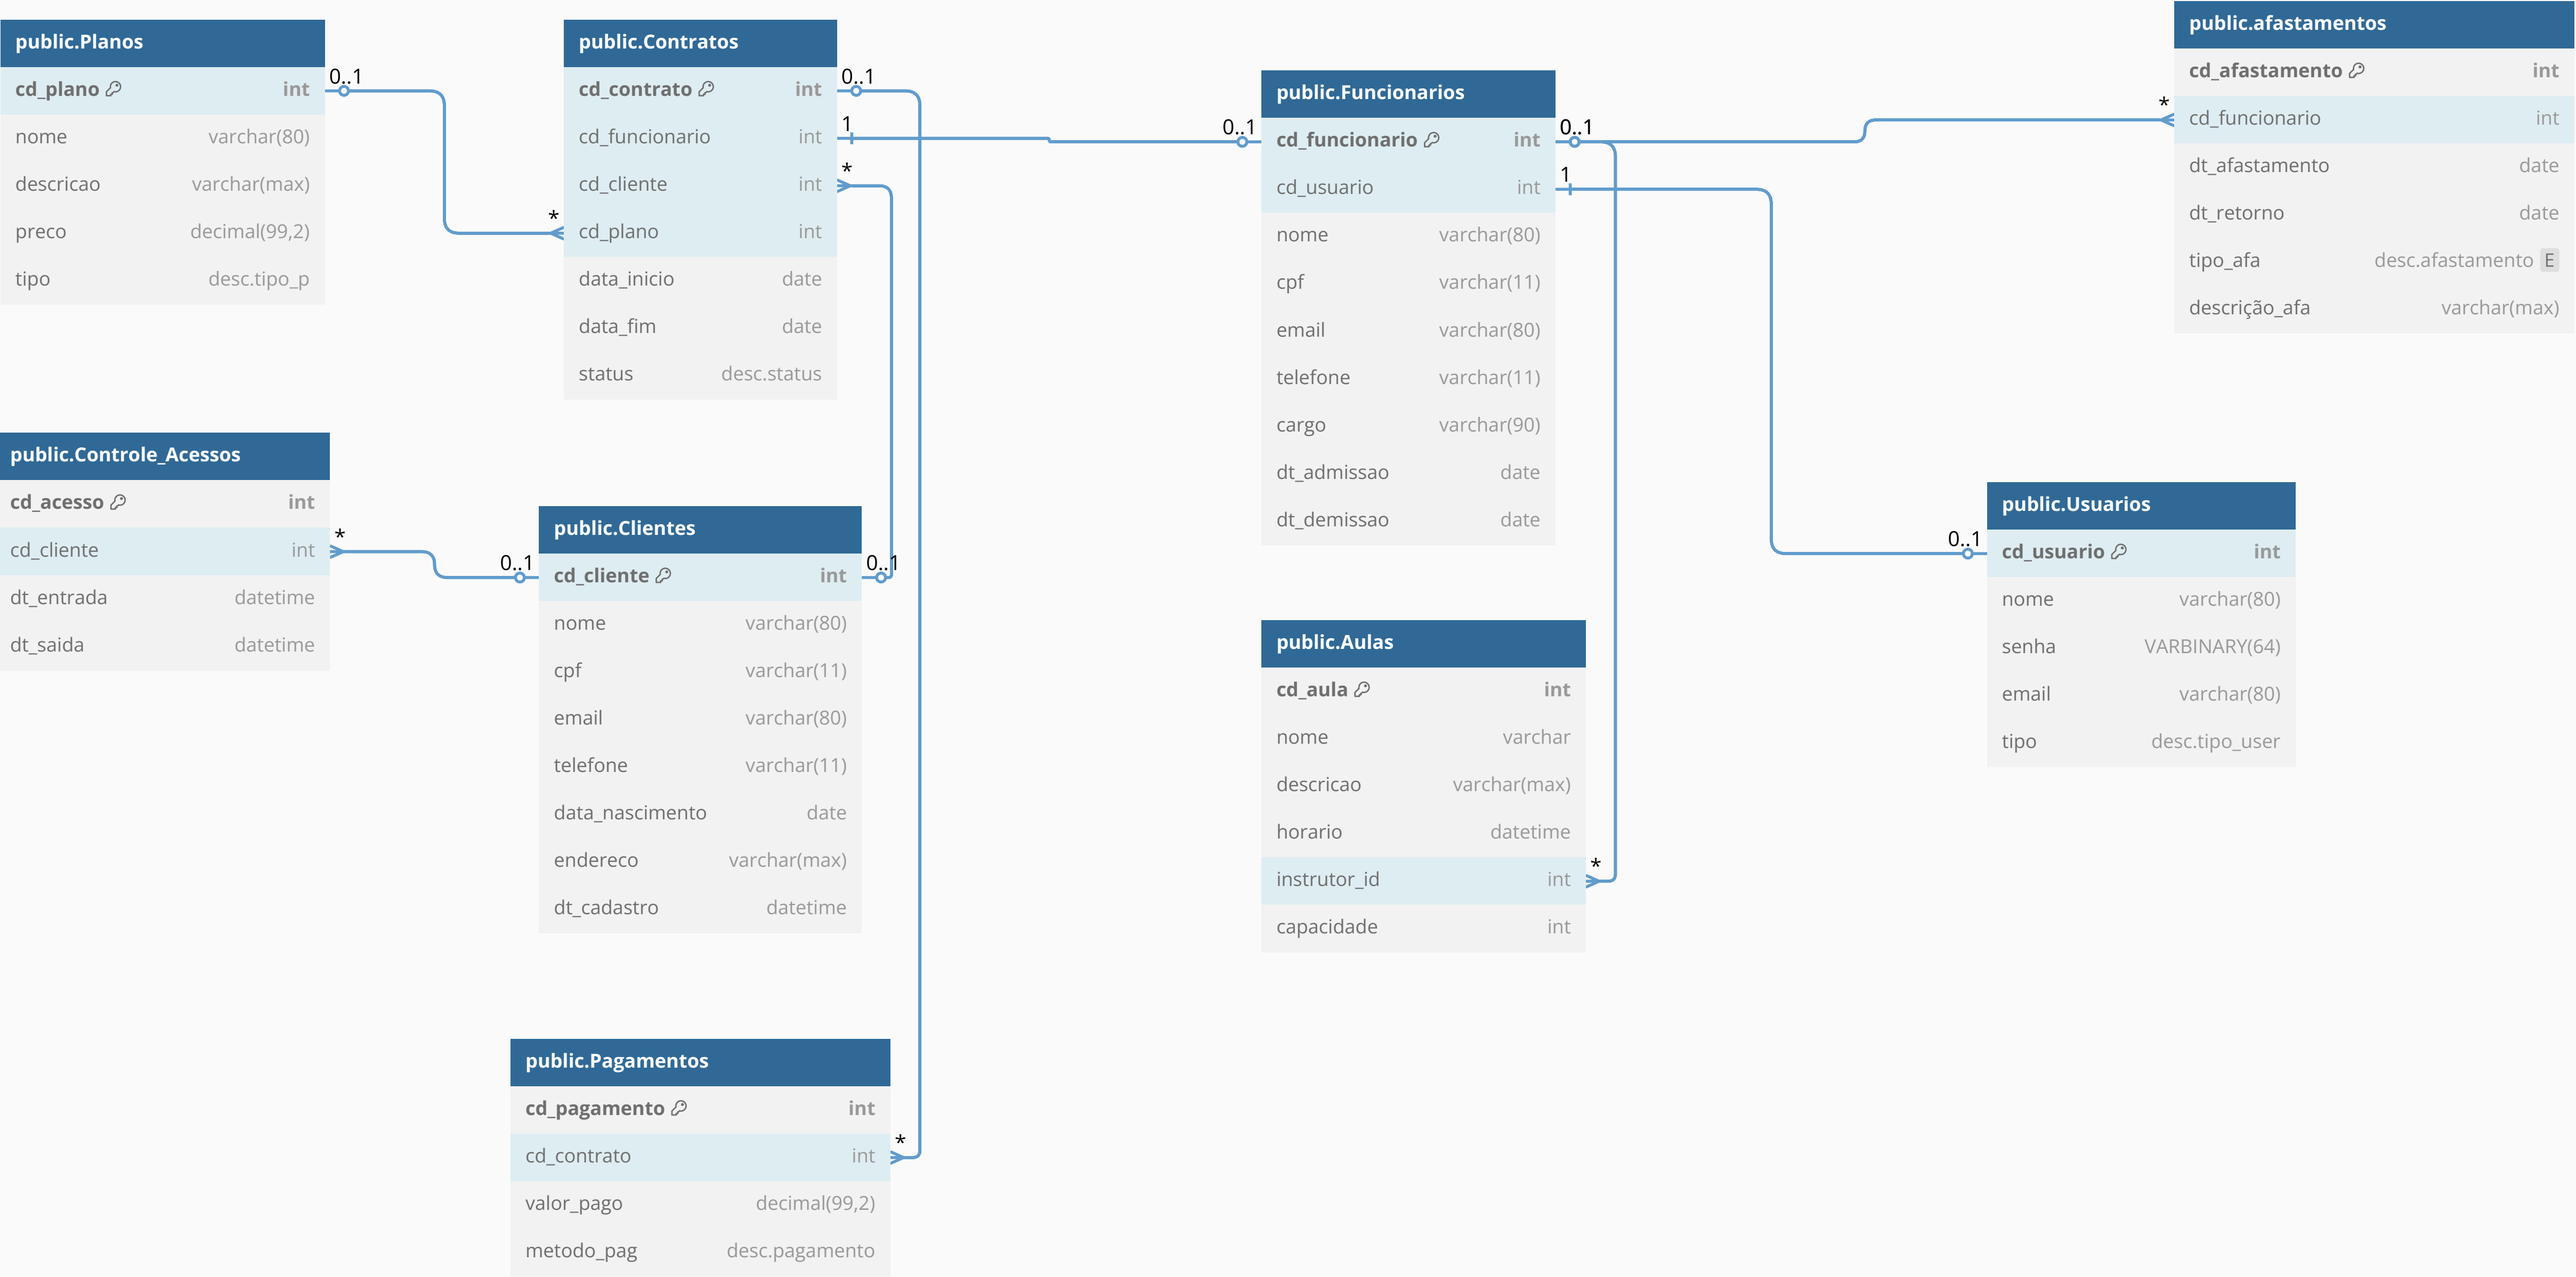 public.Planos
cd_plano int
nome varchar(80)
descricao varchar(max)
preco decimal(99,2)
tipo desc.tipo_p
0..1
*
public.Contratos
cd_contrato int
cd_funcionario int
cd_cliente int
cd_plano int
data_inicio date
data_fim date
status desc.status
0..1
1
*
0..1
public.Funcionarios
cd_funcionario int
cd_usuario int
nome varchar(80)
cpf varchar(11)
email varchar(80)
telefone varchar(11)
cargo varchar(90)
dt_admissao date
dt_demissao date
0..1
1
*
public.afastamentos
cd_afastamento int
cd_funcionario int
dt_afastamento date
dt_retorno date
tipo_afa desc.afastamento E
descrição_afa varchar(max)
public.Controle_Acessos
cd_acesso int
cd_cliente int
dt_entrada datetime
dt_saida datetime
*
0..1
public.Clientes
cd_cliente int
nome varchar(80)
cpf varchar(11)
email varchar(80)
telefone varchar(11)
data_nascimento date
endereco varchar(max)
dt_cadastro datetime
0..1
public.Aulas
cd_aula int
nome varchar
descricao varchar(max)
horario datetime
instrutor_id int
capacidade int
*
0..1
public.Usuarios
cd_usuario int
nome varchar(80)
senha VARBINARY(64)
email varchar(80)
tipo desc.tipo_user
public.Pagamentos
cd_pagamento int
cd_contrato int
valor_pago decimal(99,2)
metodo_pag desc.pagamento
*